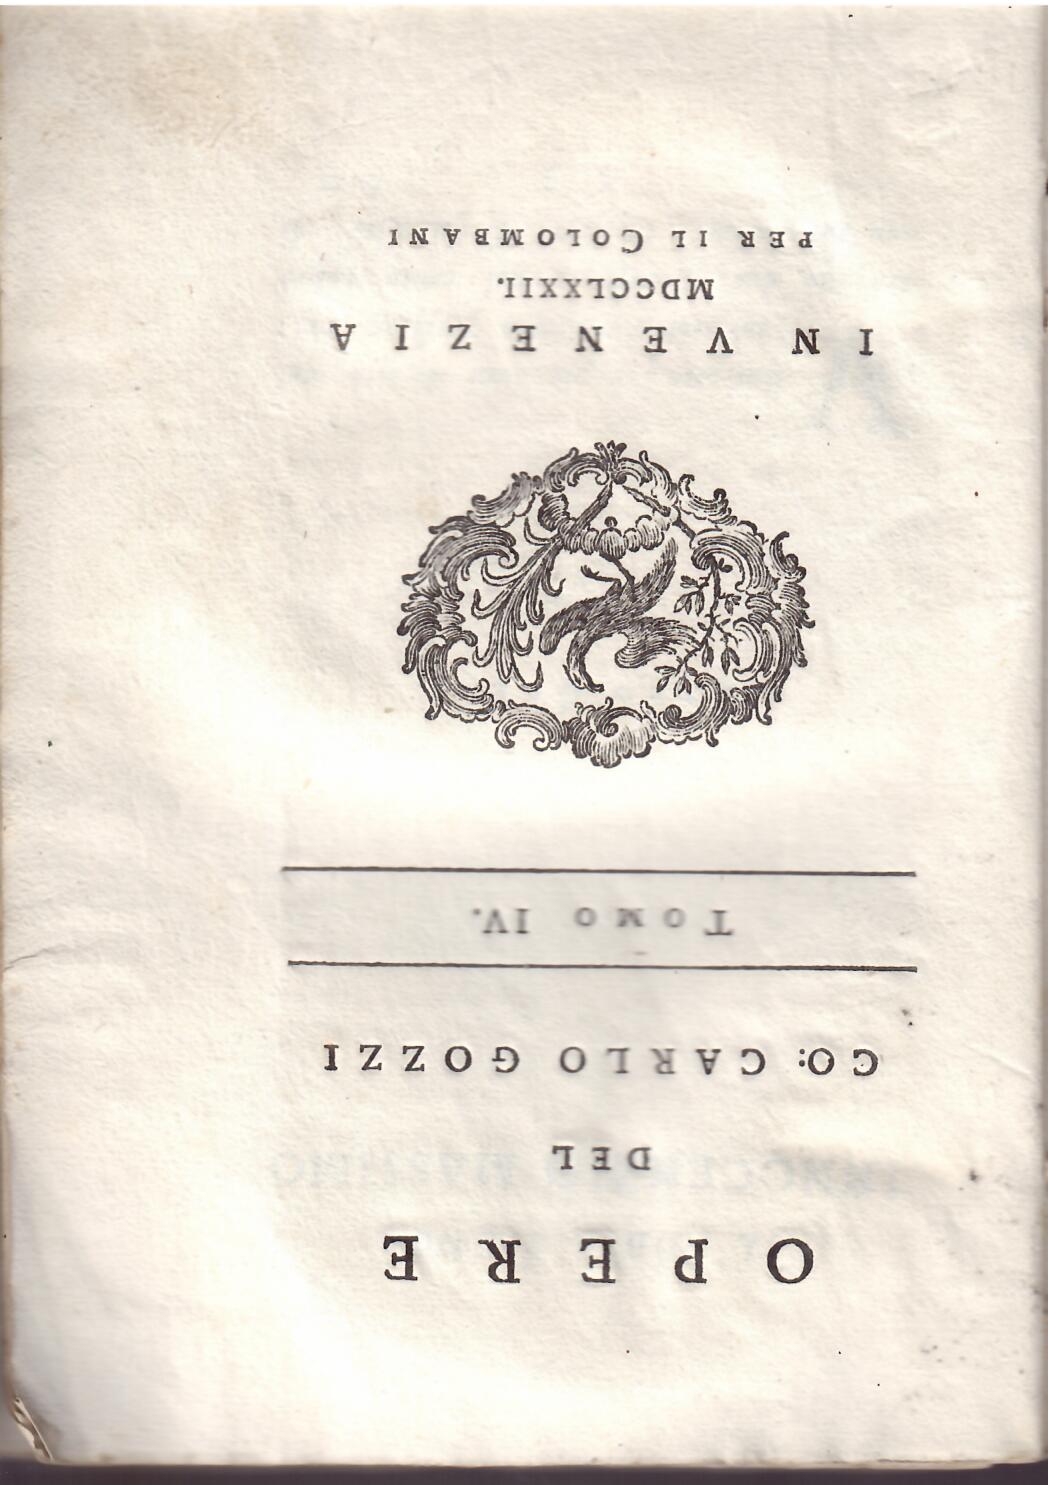 OPERE
DEL
CO: CARLO GOZZI
TOMO IV.
IN VENEZIA
MDCCLXXII.
PER IL COLOMBANI